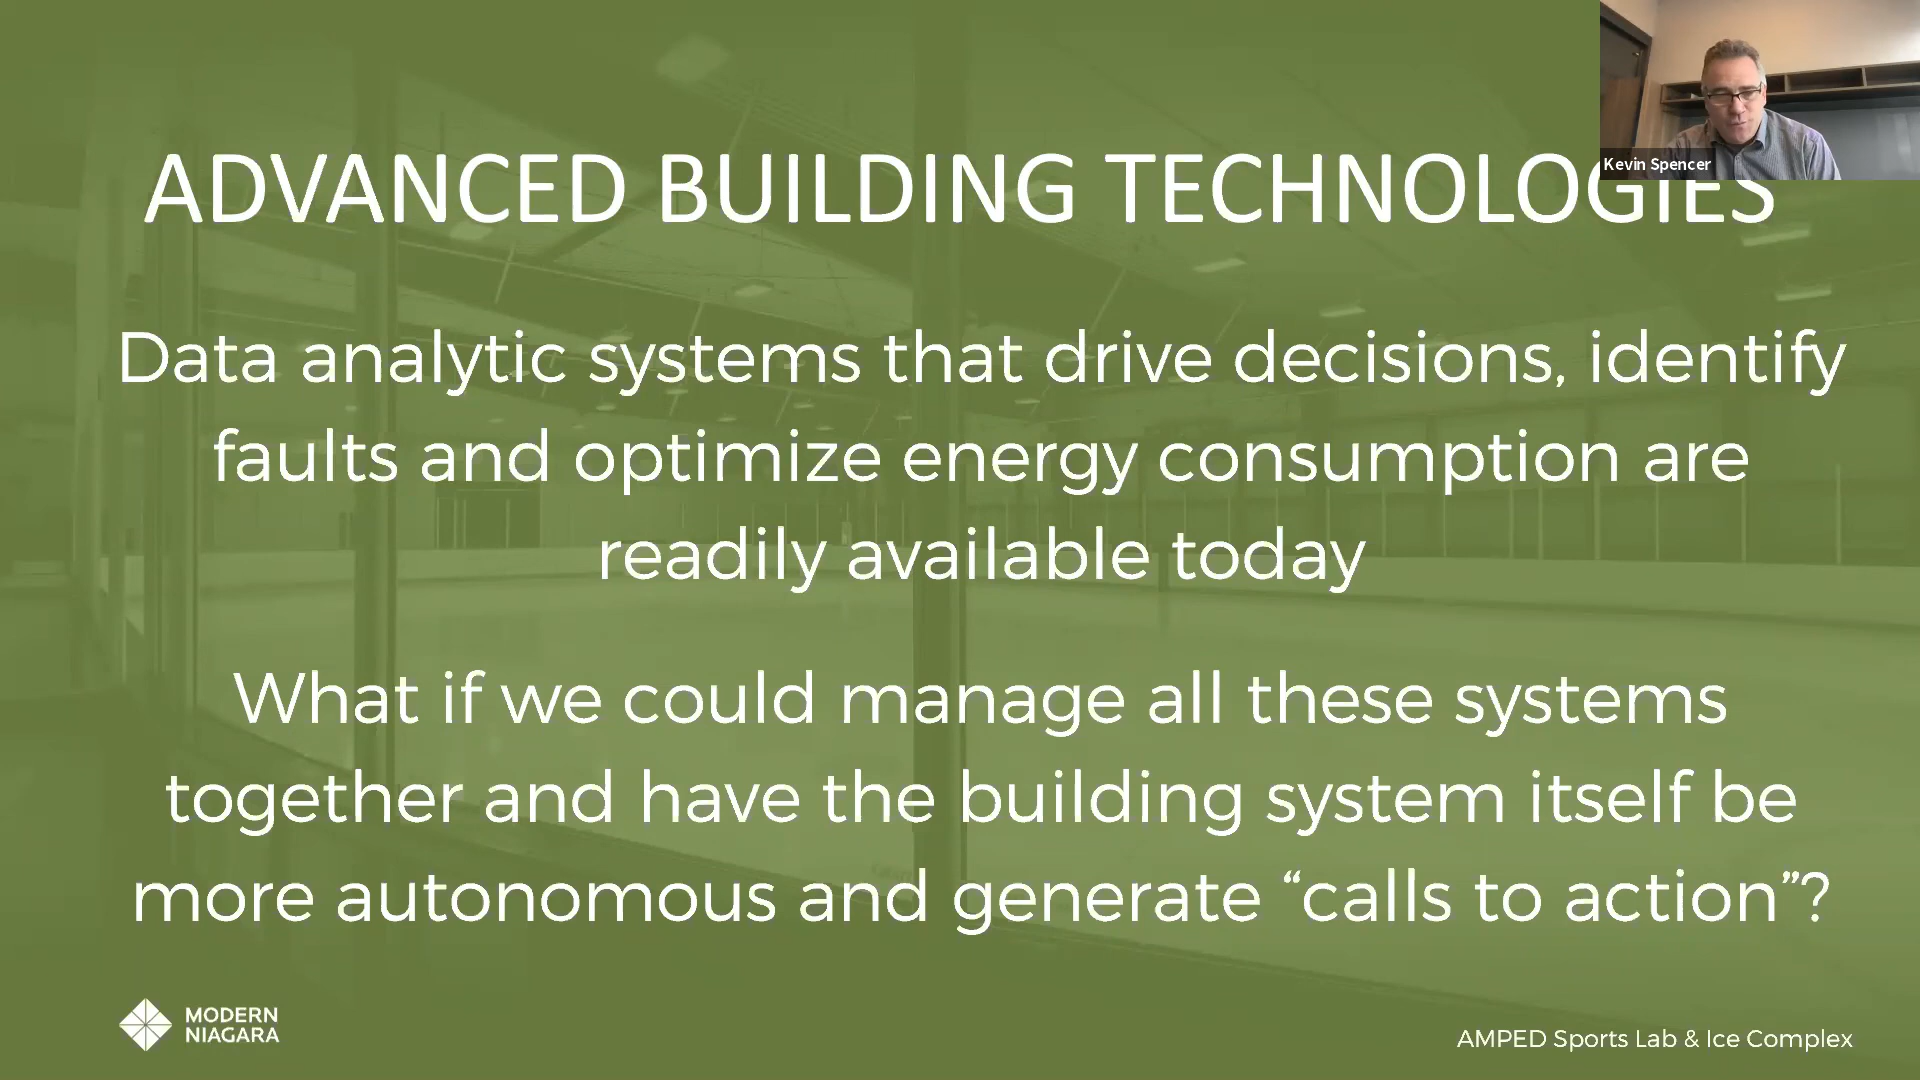 Kevin Spencer
ADVANCED BUILDING TECHNOLOGIES
Data analytic systems that drive decisions, identify
faults and optimize energy consumption are
readily available today
What if we could manage all these systems
together and have the building system itself be
more autonomous and generate “calls to action”?
MODERN
NIAGARA
AMPED Sports Lab & Ice Complex